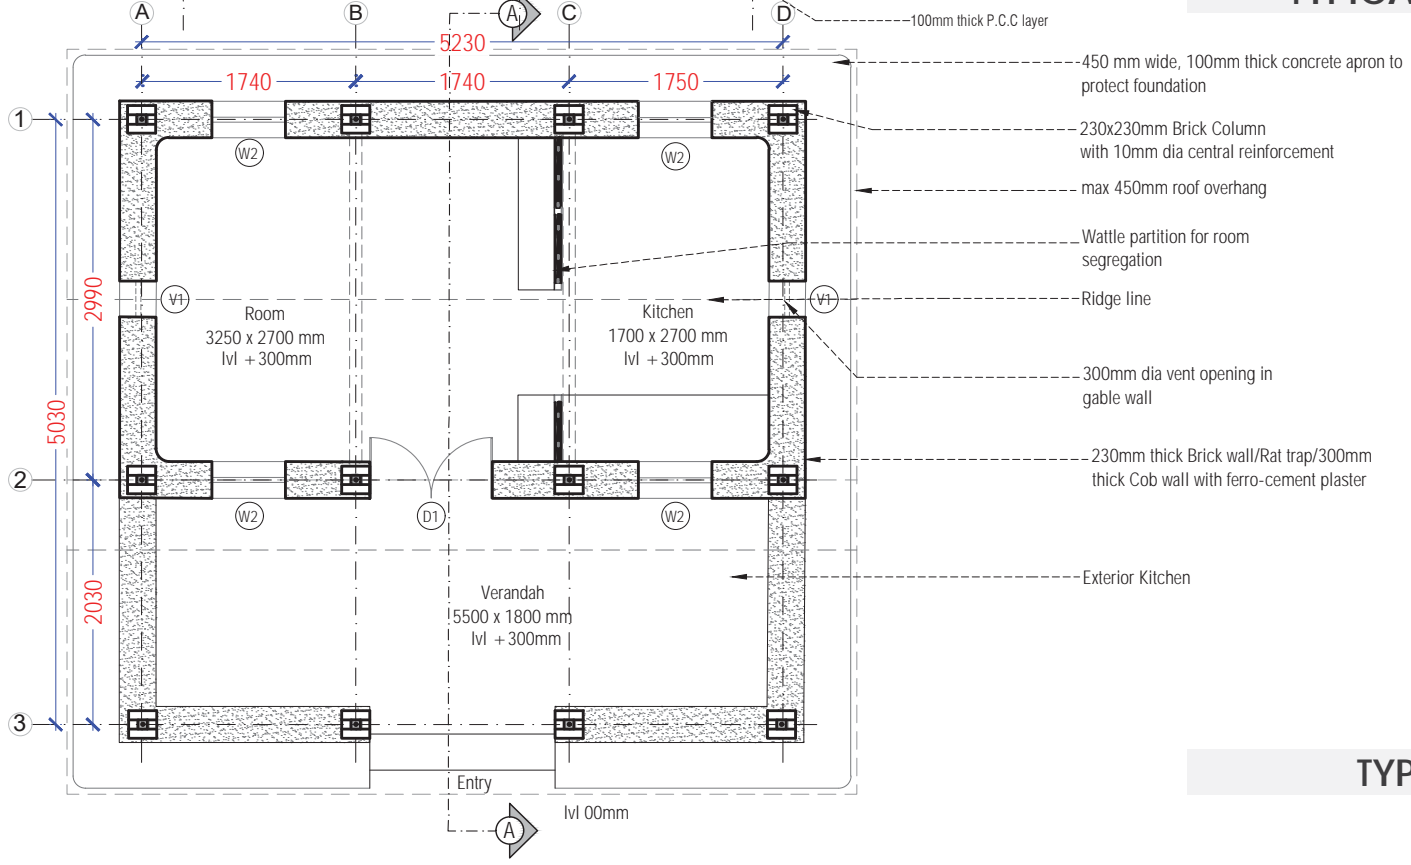 A
B
A
C
D
100mm thick P.C.C layer
5230
1740
1740
1750
450 mm wide, 100mm thick concrete apron to
protect foundation
1
230x230mm Brick Column
with 10mm dia central reinforcement
W2
W2
max 450mm roof overhang
Wattle partition for room
segregation
2990
V1
V1
Ridge line
Room
3250 x 2700 mm
lvl +300mm
Kitchen
1700 x 2700 mm
lvl +300mm
300mm dia vent opening in
gable wall
5030
230mm thick Brick wall/Rat trap/300mm
thick Cob wall with ferro-cement plaster
2
W2
D1
W2
Exterior Kitchen
2030
Verandah
5500 x 1800 mm
lvl +300mm
3
Entry
lvl 00mm
A
TYP